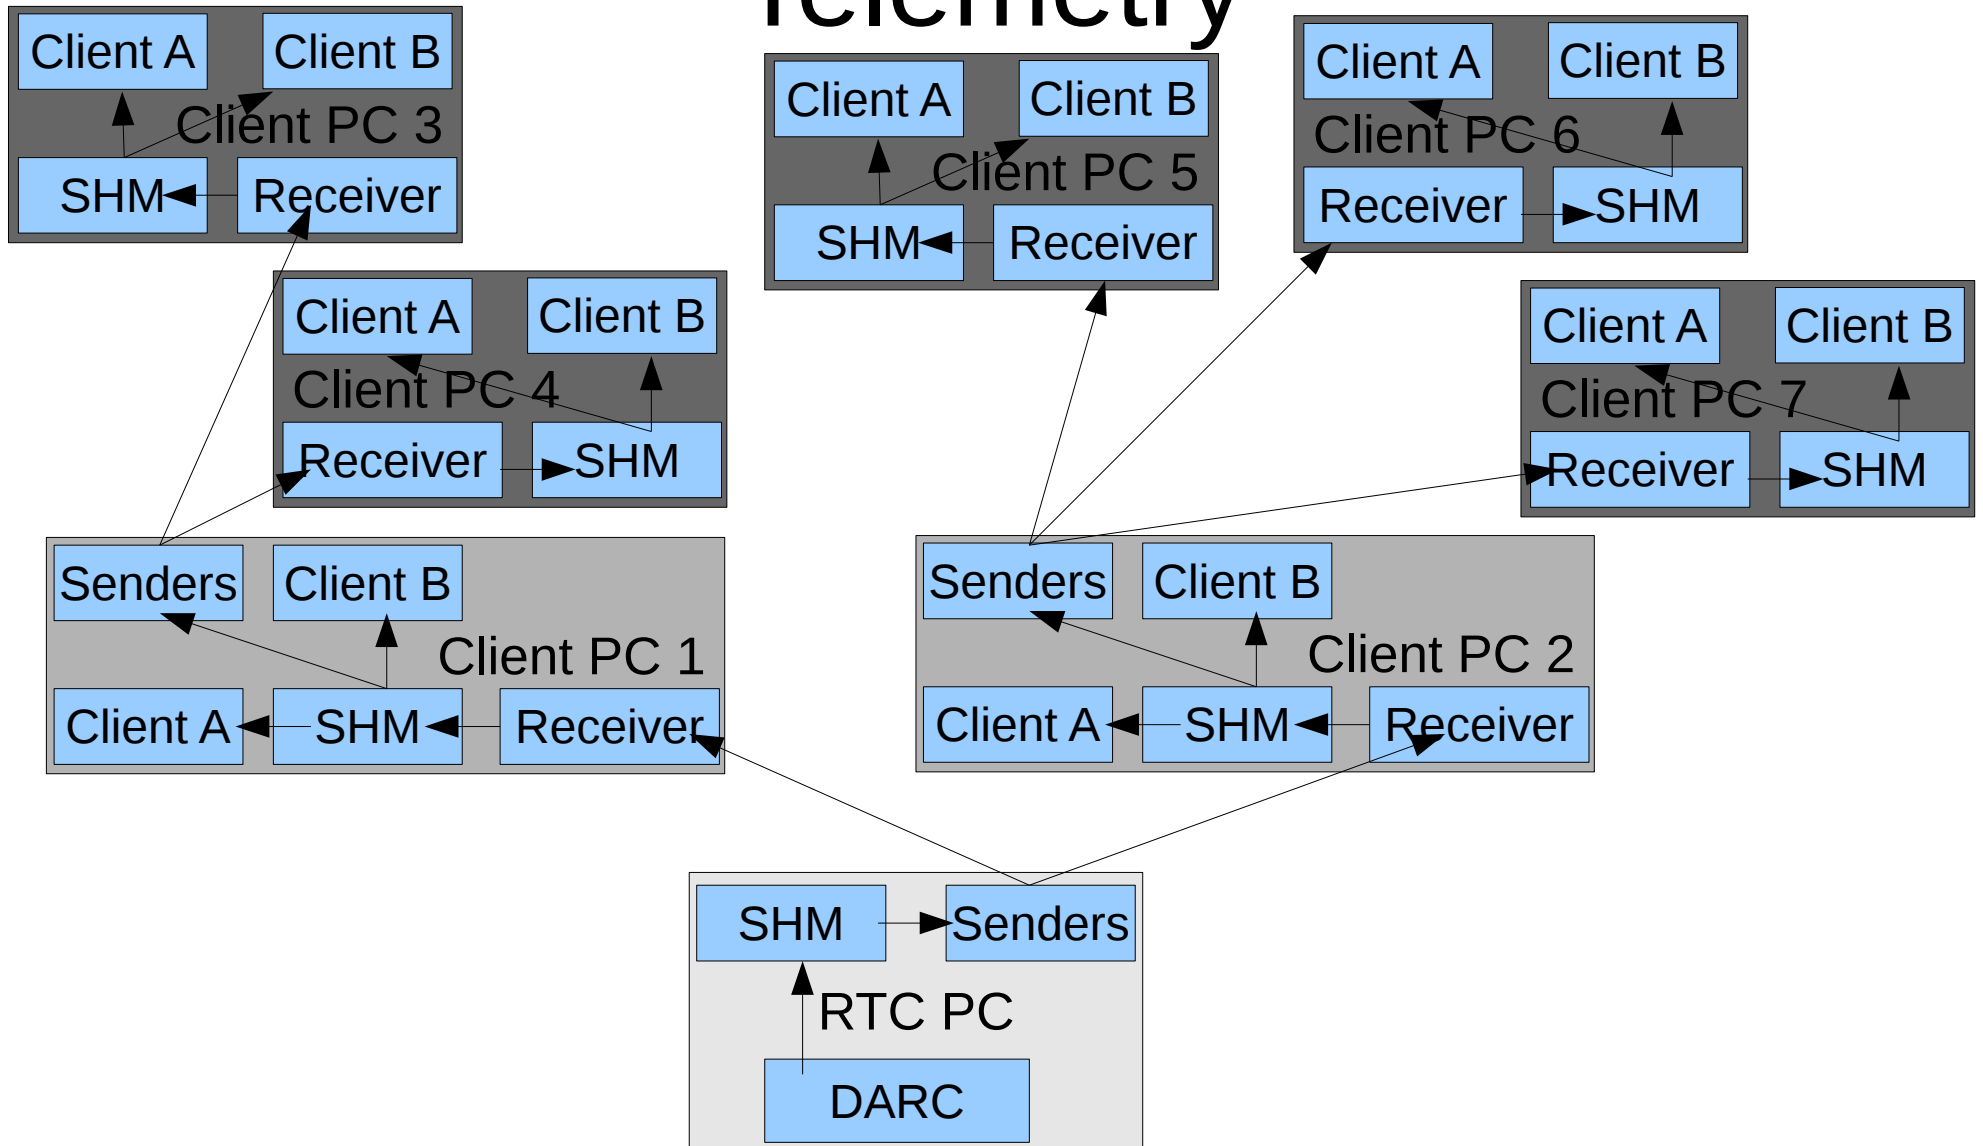 Telemetry
Client A
Client B
Client PC 3
SHM
Receiver
Client A
Client B
Client PC 5
SHM
Receiver
Client A
Client B
Client PC 6
Receiver
SHM
Client A
Client B
Client PC 4
Receiver
SHM
Client A
Client B
Client PC 7
Receiver
SHM
Senders
Client B
Client PC 1
Client A
SHM
Receiver
Senders
Client B
Client PC 2
Client A
SHM
Receiver
SHM
Senders
RTC PC
DARC